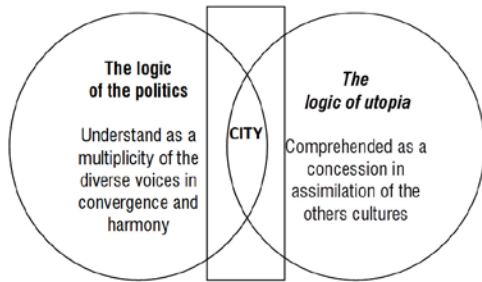 The logic
of the politics
Understand as a
multiplicity of the
diverse voices in
convergence and
harmony
CITY
The
logic of utopia
Comprehended as a
concession in
assimilation of the
others cultures